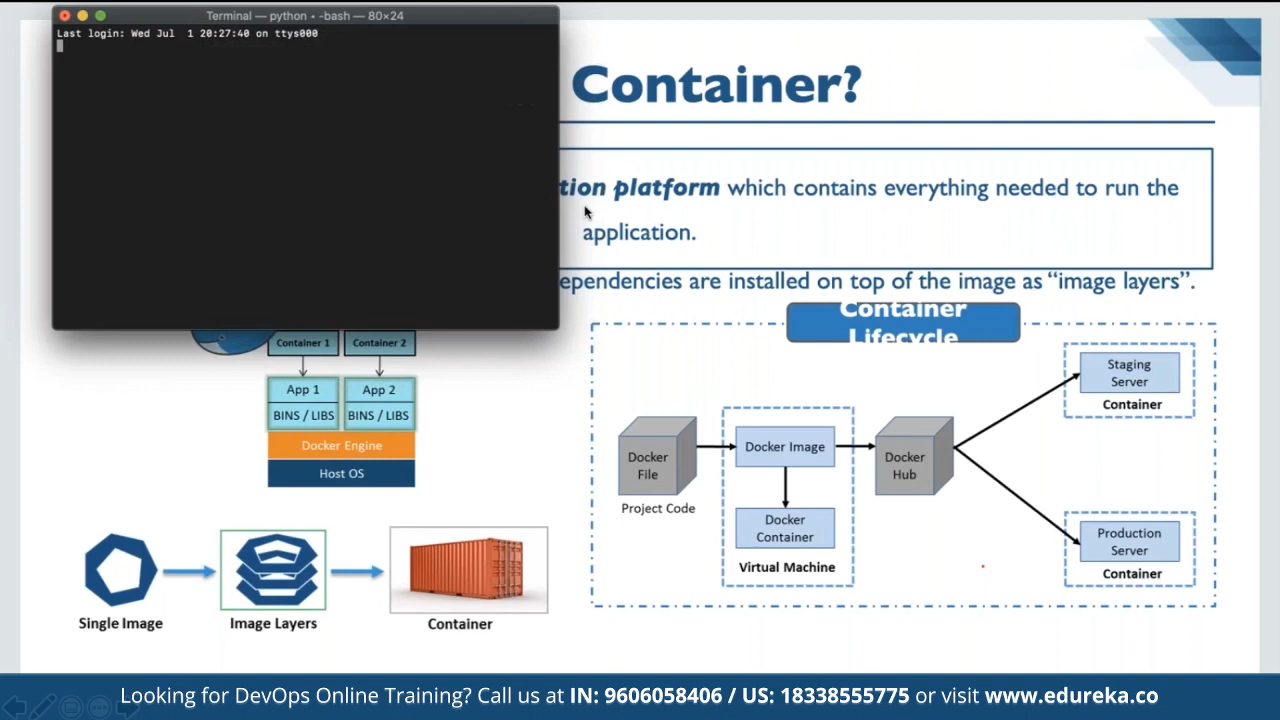 Terminal — python • -bash — 80×24
Last login: Wed Jul  1 20:27:40 on ttys000
Container?
tion platform which contains everything needed to run the
application.
ependencies are installed on top of the image as “image layers”.
Container 1
Container 2
App 1
App 2
BINS / LIBS
BINS / LIBS
Docker Engine
Host OS
Single Image
Image Layers
Container
Container
Lifecycle
Docker
File
Project Code
Docker Image
Docker
Container
Virtual Machine
Docker
Hub
Staging
Server
Container
Production
Server
Container
Looking for DevOps Online Training? Call us at IN: 9606058406 / US: 18338555775 or visit www.edureka.co